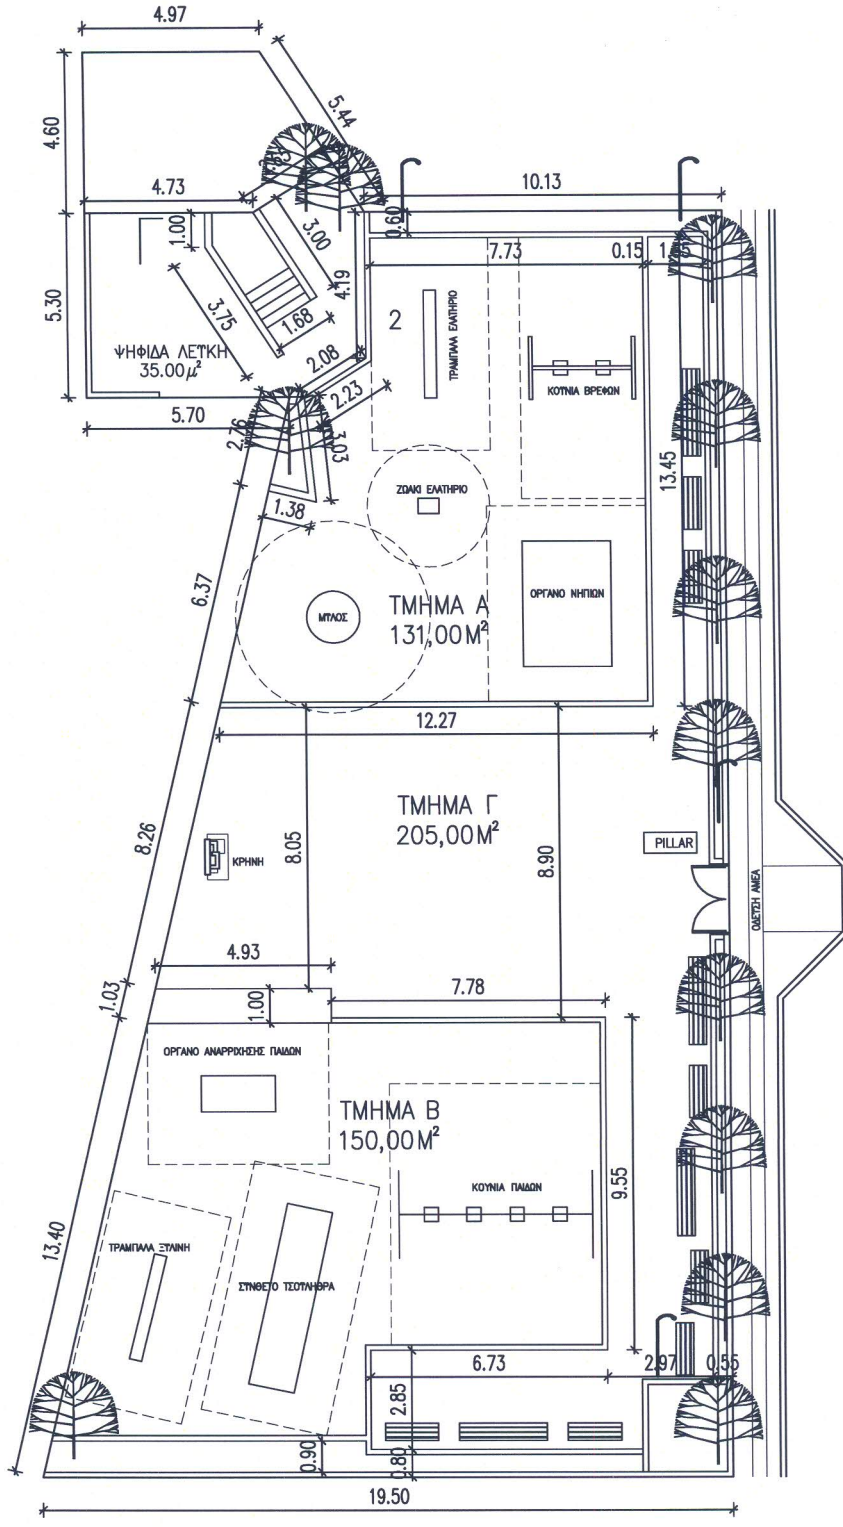 4.97
5.44
4.60
4.73
10.13
1.00
3.00
0.60
7.73
0.15
4.19
5.30
3.75
1.68
2
ΤΡΑΜΠΑΛΑ ΕΛΑΤΗΡΙΟ
ΨΗΦΙΔΑ ΛΕΥΚΗ
35.00μ²
2.08
ΚΟΥΝΙΑ ΒΡΕΦΩΝ
2.23
5.70
2.76
3.03
13.45
ΖΩΑΚΙ ΕΛΑΤΗΡΙΟ
1.38
6.37
ΤΜΗΜΑ Α
131,00Μ²
ΟΡΓΑΝΟ ΝΗΠΙΩΝ
ΜΥΛΟΣ
12.27
ΤΜΗΜΑ Γ
205,00Μ²
8.26
8.05
8.90
ΚΡΗΝΗ
PILLAR
ΟΔΕΥΣΗ ΑΜΕΑ
4.93
7.78
1.03
1.00
ΟΡΓΑΝΟ ΑΝΑΡΡΙΧΗΣΗΣ ΠΑΙΔΩΝ
ΤΜΗΜΑ Β
150,00Μ²
9.55
ΚΟΥΝΙΑ ΠΑΙΔΩΝ
13.40
ΤΡΑΜΠΑΛΑ ΞΥΛΙΝΗ
ΣΥΝΘΕΤΟ ΤΣΟΥΛΗΘΡΑ
6.73
2.97
0.55
2.85
0.90
0.80
19.50